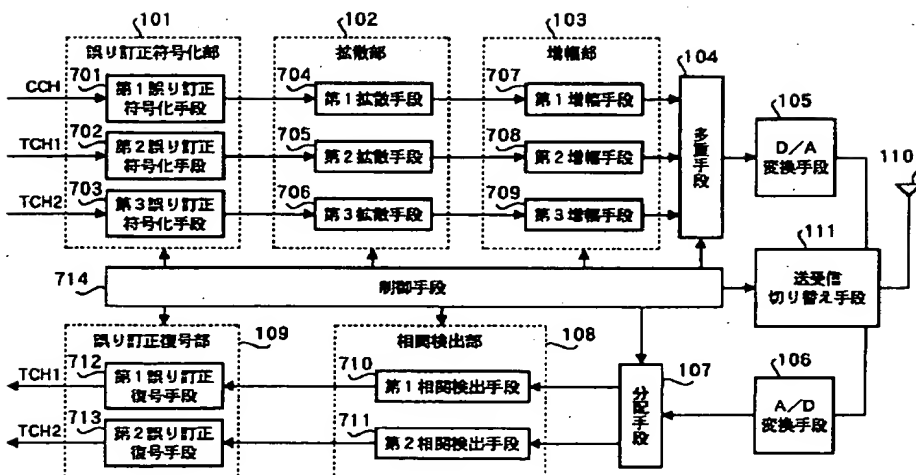 101
102
103
誤り訂正符号化部
拡散部
増幅部
104
CCH
701
第1誤り訂正
符号化手段
704
第1拡散手段
707
第1増幅手段
105
TCH1
702
第2誤り訂正
符号化手段
705
第2拡散手段
708
第2増幅手段
多重手段
D/A
変換手段
110
TCH2
703
第3誤り訂正
符号化手段
706
第3拡散手段
709
第3増幅手段
111
714
制御手段
送受信
切り替え手段
誤り訂正復号部
109
相関検出部
108
TCH1
712
第1誤り訂正
復号手段
710
第1相関検出手段
107
106
TCH2
713
第2誤り訂正
復号手段
711
第2相関検出手段
分配手段
A/D
変換手段